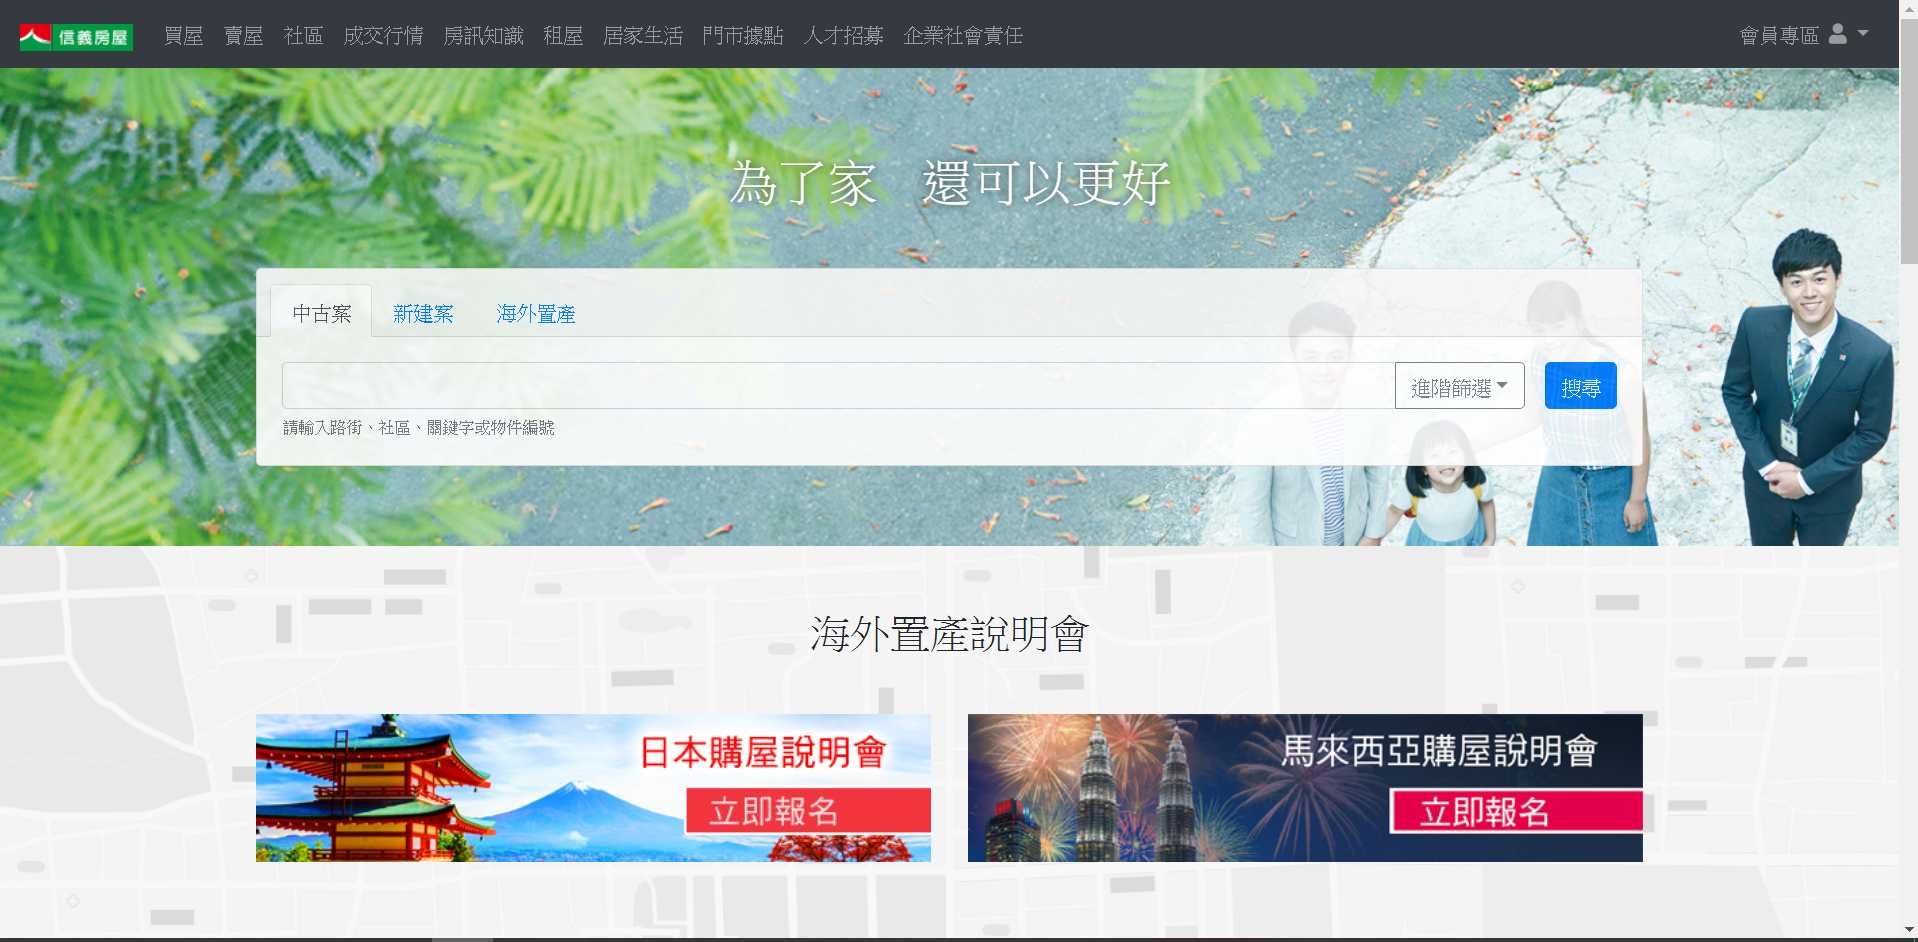 信義房屋 買屋 賣屋 社區 成交行情 房訊知識 租屋 居家生活 門市據點 人才招募 企業社會責任 會員專區
為了家 還可以更好
中古案 新建案 海外置產
進階篩選 搜尋
請輸入路街、社區、關鍵字或物件編號
海外置產說明會
日本購屋說明會
立即報名
馬來西亞購屋說明會
立即報名